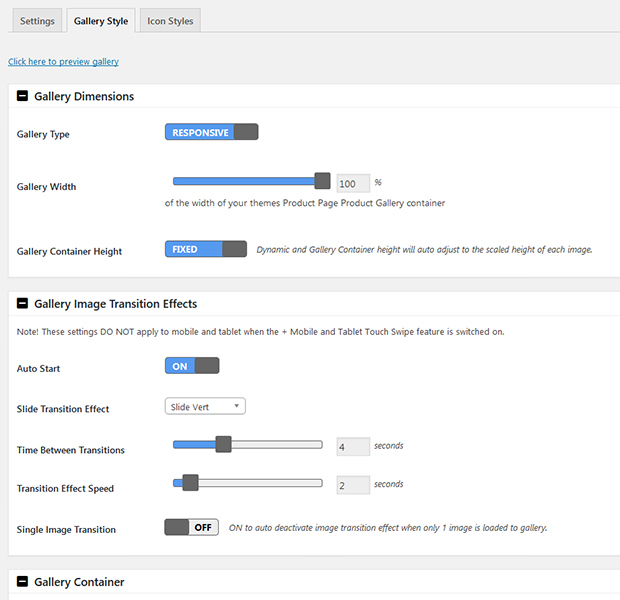 Settings
Gallery Style
Icon Styles
Click here to preview gallery
Gallery Dimensions
Gallery Type RESPONSIVE
Gallery Width 100 %
of the width of your themes Product Page Product Gallery container
Gallery Container Height FIXED Dynamic and Gallery Container height will auto adjust to the scaled height of each image.
Gallery Image Transition Effects
Note! These settings DO NOT apply to mobile and tablet when the + Mobile and Tablet Touch Swipe feature is switched on.
Auto Start ON
Slide Transition Effect Slide Vert
Time Between Transitions 4 seconds
Transition Effect Speed 2 seconds
Single Image Transition OFF ON to auto deactivate image transition effect when only 1 image is loaded to gallery.
Gallery Container